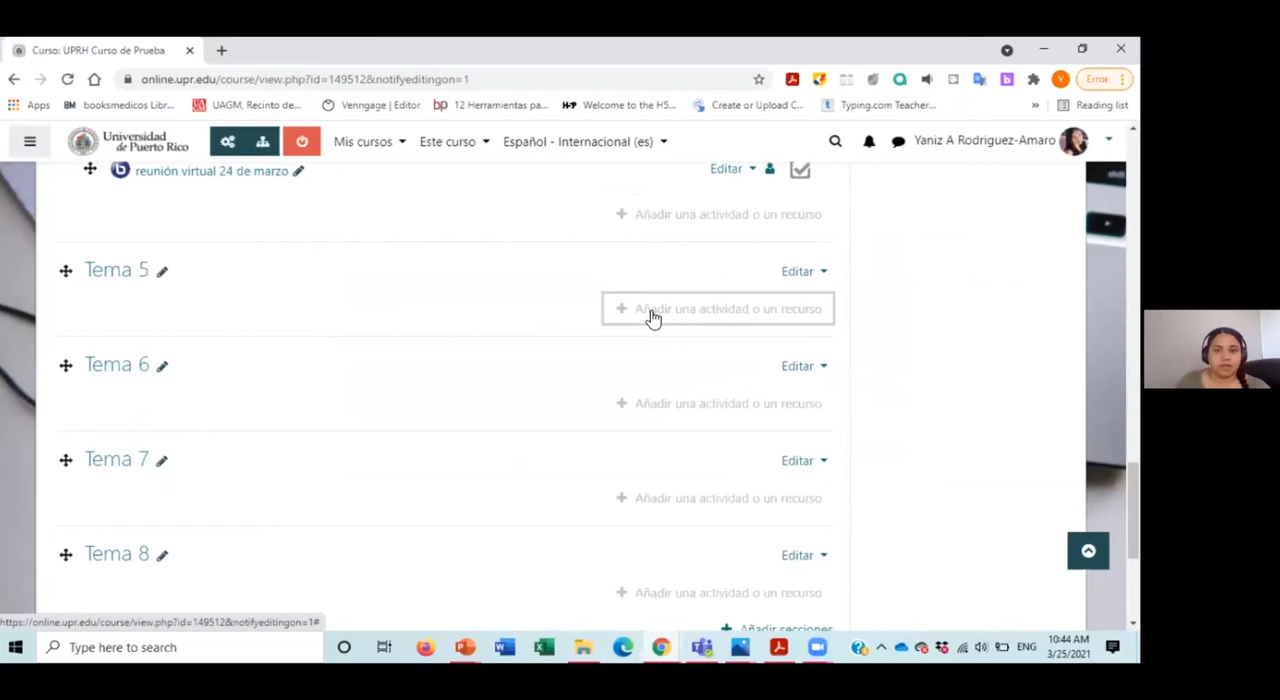 Curso: UPRH Curso de Prueba
online.upr.edu/course/view.php?id=149512&notifyeditingon=1
Error
Apps
booksmedicos Libr...
UAGM, Recinto de...
Venngage | Editor
bp 12 Herramientas pa...
H-P Welcome to the H5...
Create or Upload C...
t Typing.com Teacher...
»
Reading list
Universidad
de Puerto Rico
Mis cursos
Este curso
Español - Internacional (es)
Yaniz A Rodriguez-Amaro
b reunión virtual 24 de marzo
Editar
+ Añadir una actividad o un recurso
Tema 5
Editar
+ Añadir una actividad o un recurso
Tema 6
Editar
+ Añadir una actividad o un recurso
Tema 7
Editar
+ Añadir una actividad o un recurso
Tema 8
Editar
+ Añadir una actividad o un recurso
+ Añadir secciones
https://online.upr.edu/course/view.php?id=149512&notifyeditingon=1#
Type here to search
ENG
10:44 AM
3/25/2021